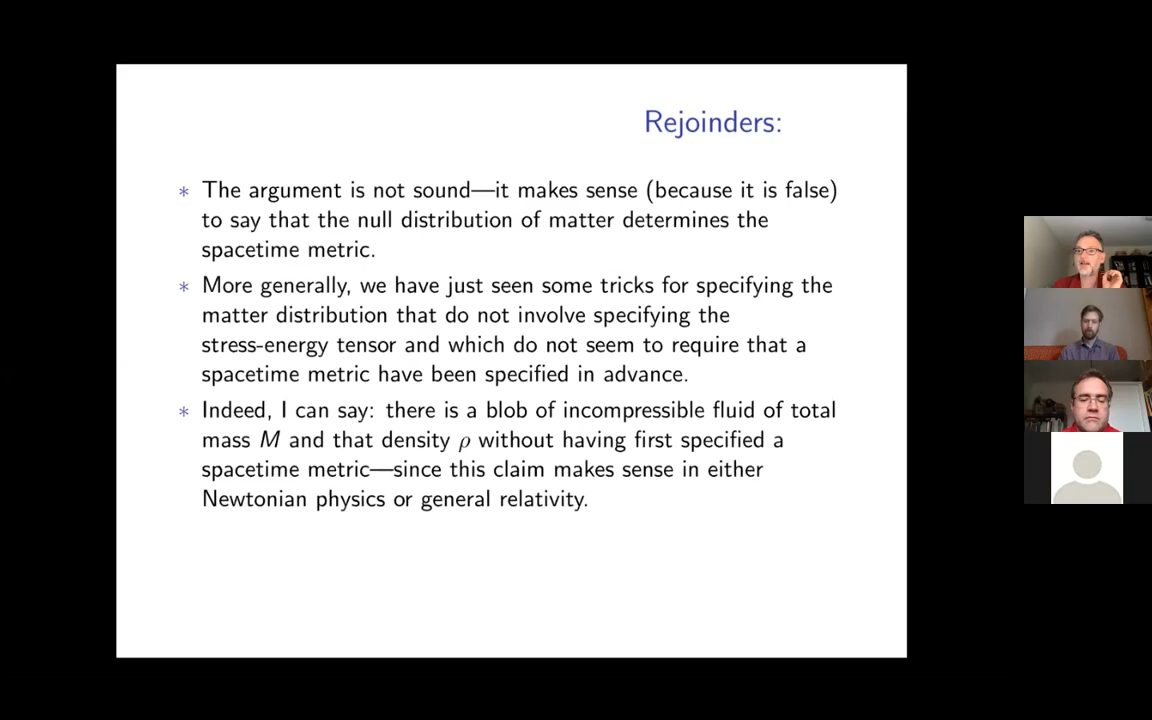 Rejoinders:
* The argument is not sound—it makes sense (because it is false)
to say that the null distribution of matter determines the
spacetime metric.
* More generally, we have just seen some tricks for specifying the
matter distribution that do not involve specifying the
stress-energy tensor and which do not seem to require that a
spacetime metric have been specified in advance.
* Indeed, I can say: there is a blob of incompressible fluid of total
mass M and that density ρ without having first specified a
spacetime metric—since this claim makes sense in either
Newtonian physics or general relativity.